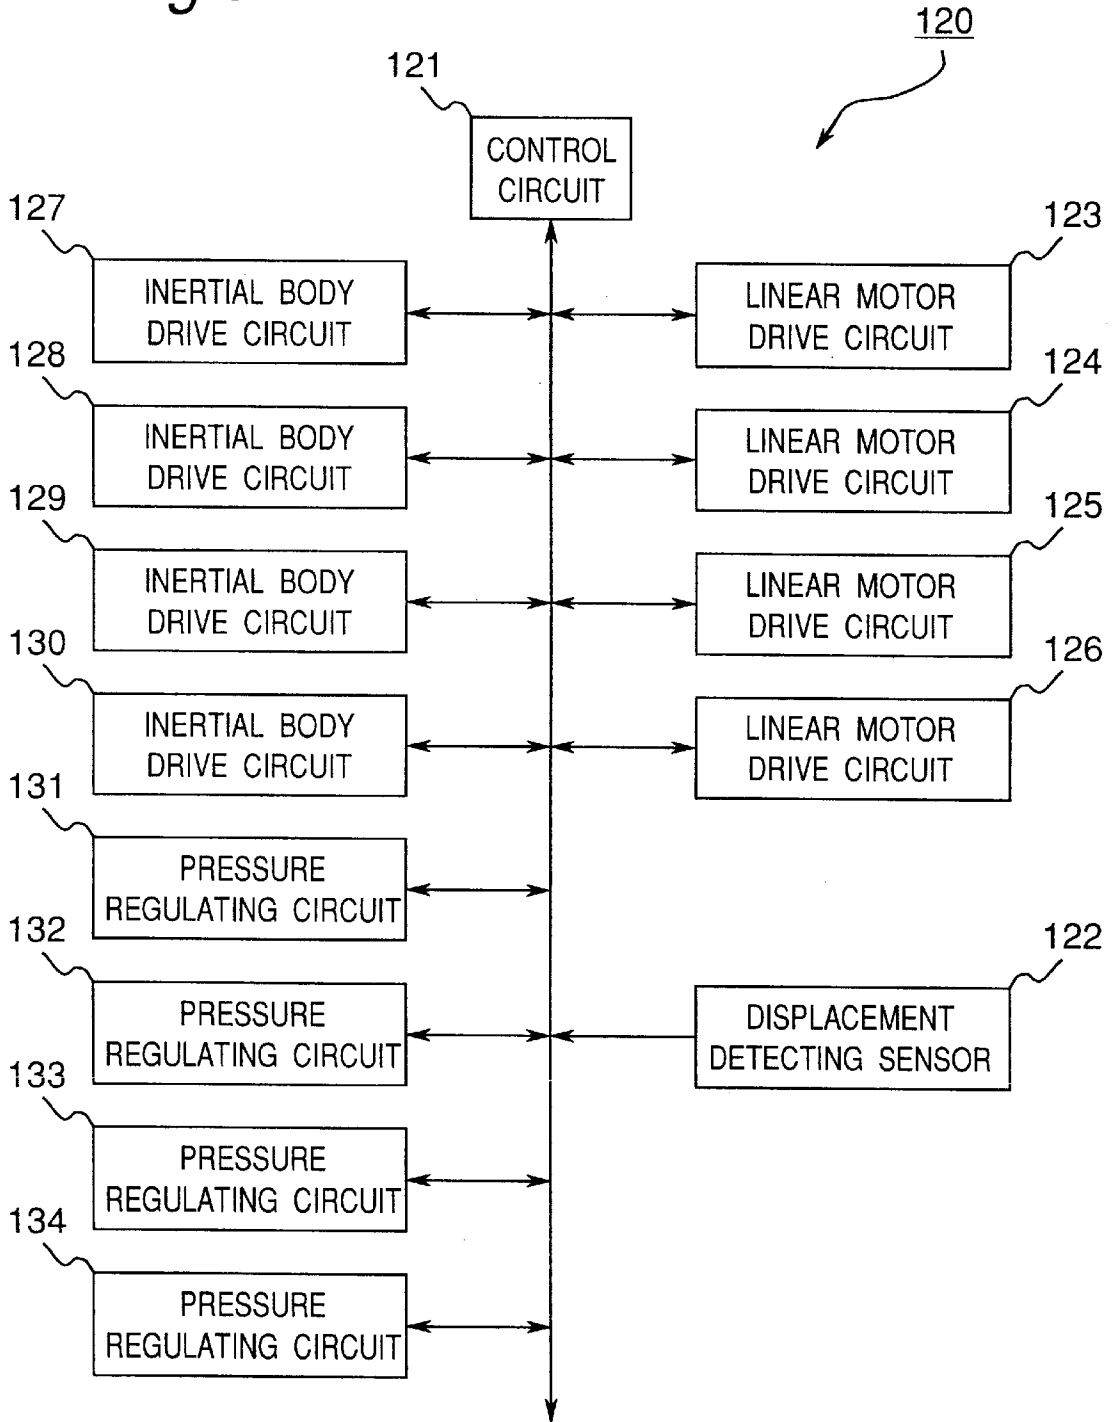 120
121
CONTROL
CIRCUIT
127
INERTIAL BODY
DRIVE CIRCUIT
123
LINEAR MOTOR
DRIVE CIRCUIT
128
INERTIAL BODY
DRIVE CIRCUIT
124
LINEAR MOTOR
DRIVE CIRCUIT
129
INERTIAL BODY
DRIVE CIRCUIT
125
LINEAR MOTOR
DRIVE CIRCUIT
130
INERTIAL BODY
DRIVE CIRCUIT
126
LINEAR MOTOR
DRIVE CIRCUIT
131
PRESSURE
REGULATING CIRCUIT
132
PRESSURE
REGULATING CIRCUIT
122
DISPLACEMENT
DETECTING SENSOR
133
PRESSURE
REGULATING CIRCUIT
134
PRESSURE
REGULATING CIRCUIT